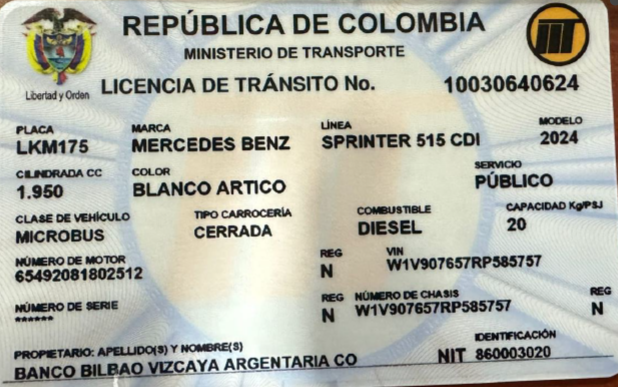 REPÚBLICA DE COLOMBIA
MINISTERIO DE TRANSPORTE
Libertad y Orden
LICENCIA DE TRÁNSITO No. 10030640624
PLACA MARCA LÍNEA MODELO
LKM175 MERCEDES BENZ SPRINTER 515 CDI 2024
CILINDRADA CC COLOR SERVICIO
1.950 BLANCO ARTICO PÚBLICO
CLASE DE VEHÍCULO TIPO CARROCERÍA COMBUSTIBLE CAPACIDAD Kg/PSJ
MICROBUS CERRADA DIESEL 20
NÚMERO DE MOTOR REG VIN
65492081802512 N W1V907657RP585757
NÚMERO DE SERIE REG NÚMERO DE CHASIS REG
****** N W1V907657RP585757 N
PROPIETARIO: APELLIDO(S) Y NOMBRE(S) IDENTIFICACIÓN
BANCO BILBAO VIZCAYA ARGENTARIA CO NIT 860003020